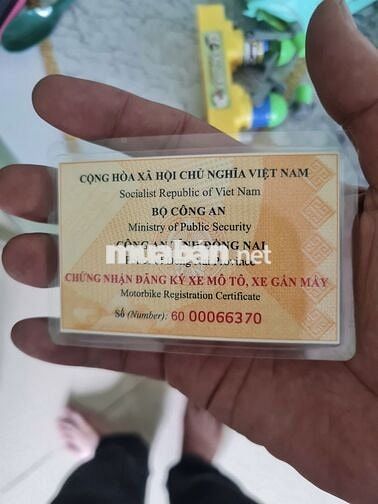 CỘNG HÒA XÃ HỘI CHỦ NGHĨA VIỆT NAM
Socialist Republic of Viet Nam
BỘ CÔNG AN
Ministry of Public Security
CÔNG AN TỈNH ĐỒNG NAI
muaban.net
Province
CHỨNG NHẬN ĐĂNG KÝ XE MÔ TÔ, XE GẮN MÁY
Motorbike Registration Certificate
Số (Number): 60 00066370